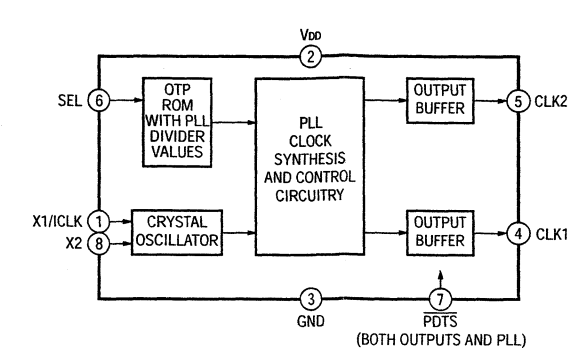 VDD
2
SEL 6
OTP
ROM
WITH PLL
DIVIDER
VALUES
PLL
CLOCK
SYNTHESIS
AND CONTROL
CIRCUITRY
OUTPUT
BUFFER
5 CLK2
X1/ICLK 1
X2 8
CRYSTAL
OSCILLATOR
OUTPUT
BUFFER
4 CLK1
3
GND
7
PDTS
(BOTH OUTPUTS AND PLL)